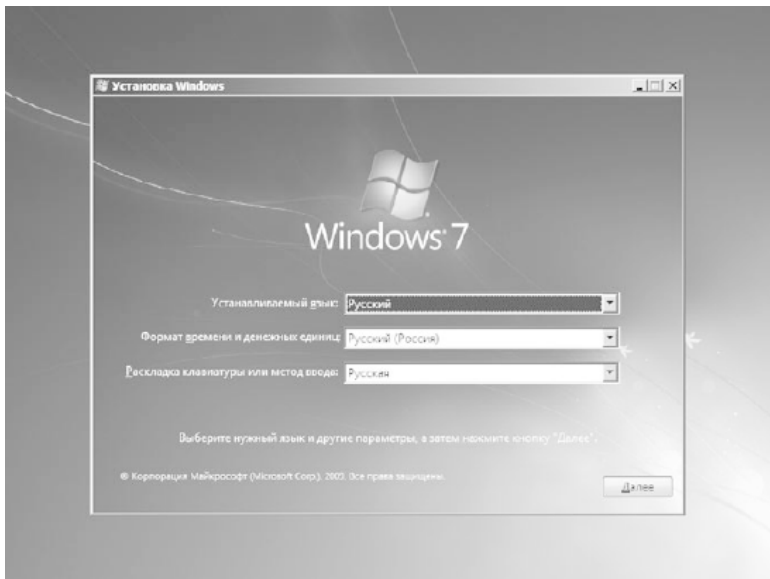 Установка Windows
Windows 7
Устанавливаемый язык: Русский
Формат времени и денежных единиц: Русский (Россия)
Раскладка клавиатуры или метод ввода: Русская
Выберите нужный язык и другие параметры, а затем нажмите кнопку "Далее".
© Корпорация Майкрософт (Microsoft Corp.), 2009. Все права защищены.
Далее